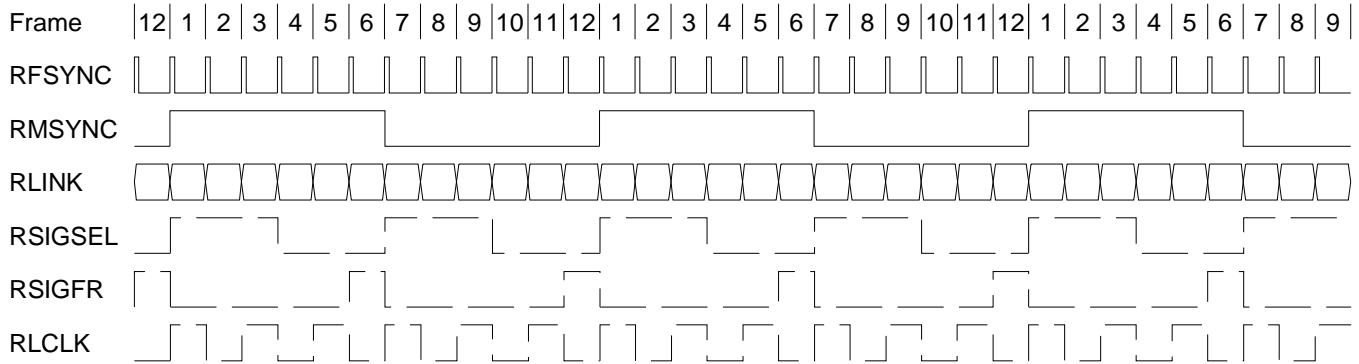 Frame 12 1 2 3 4 5 6 7 8 9 10 11 12 1 2 3 4 5 6 7 8 9 10 11 12 1 2 3 4 5 6 7 8 9
RFSYNC
RMSYNC
RLINK
RSIGSEL
RSIGFR
RLCLK